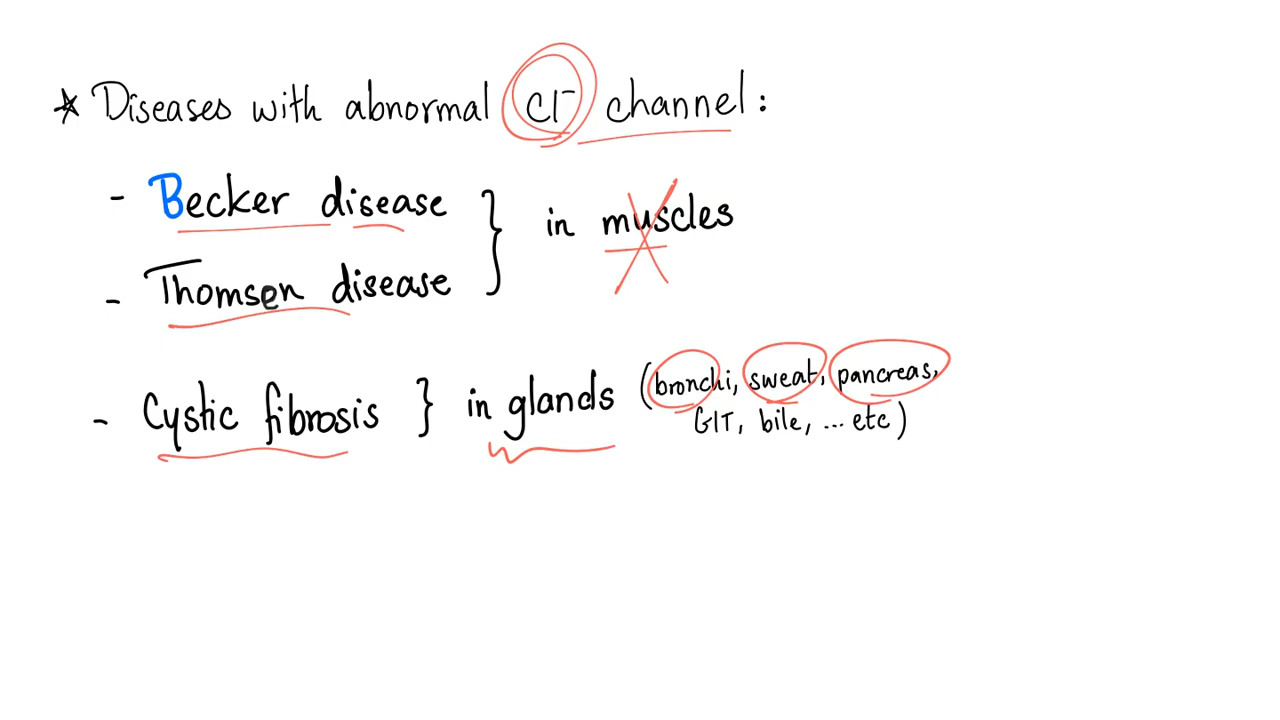 * Diseases with abnormal Cl⁻ channel :
- Becker disease
- Thomsen disease
} in muscles
- Cystic fibrosis } in glands (bronchi, sweat, pancreas,
GIT, bile, ... etc)